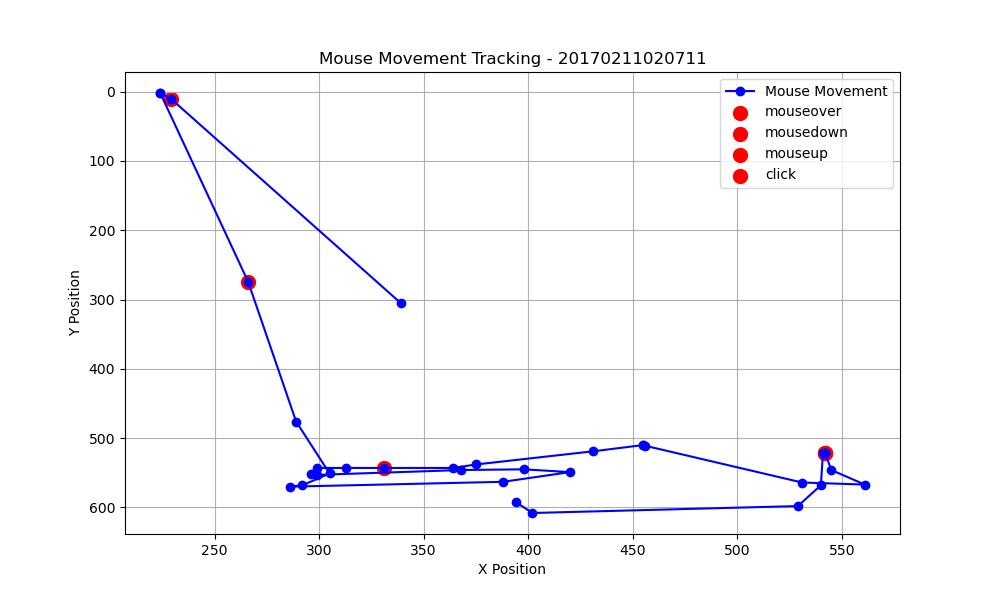 Mouse Movement Tracking - 20170211020711
Mouse Movement
mouseover
mousedown
mouseup
click
0
100
200
300
400
500
600
Y Position
250
300
350
400
450
500
550
X Position